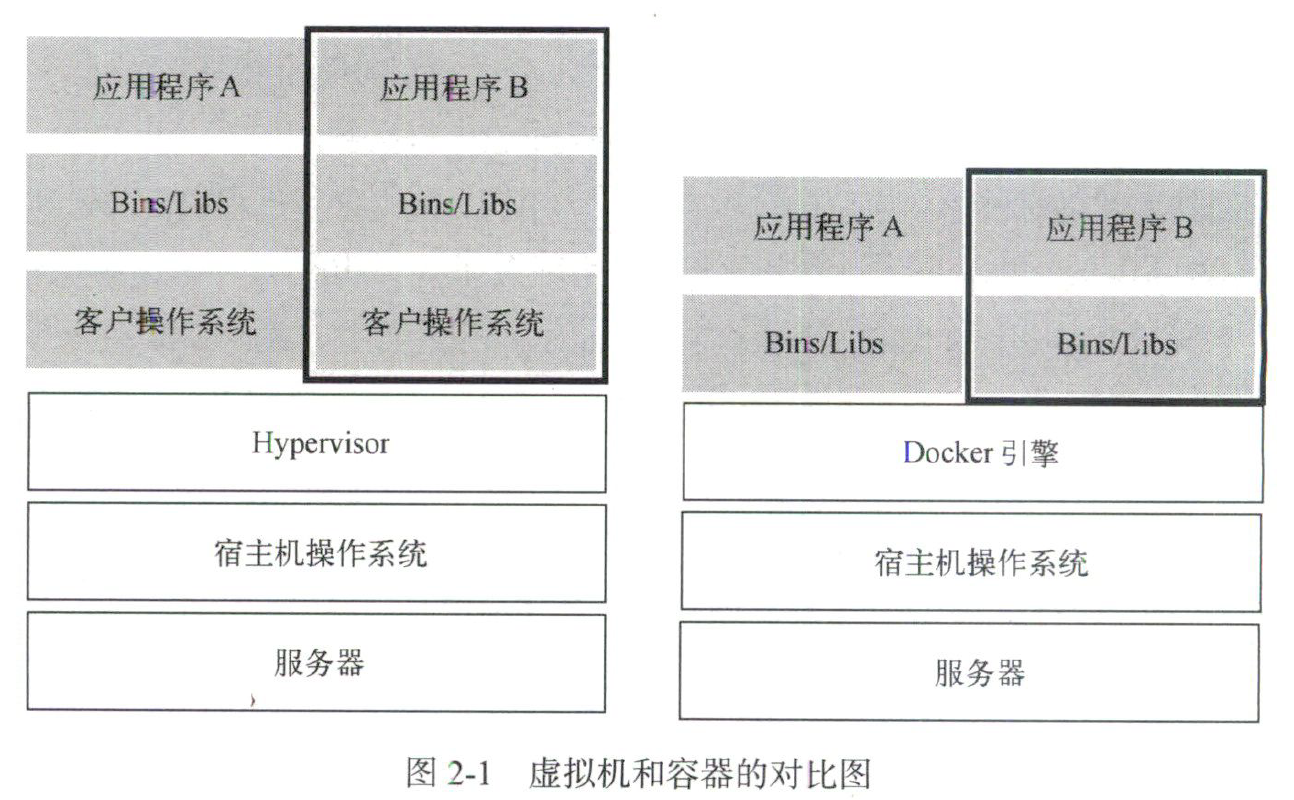 应用程序 A
应用程序 B
Bins/Libs
Bins/Libs
客户操作系统
客户操作系统
Hypervisor
宿主机操作系统
服务器
应用程序 A
应用程序 B
Bins/Libs
Bins/Libs
Docker 引擎
宿主机操作系统
服务器
图 2-1 虚拟机和容器的对比图